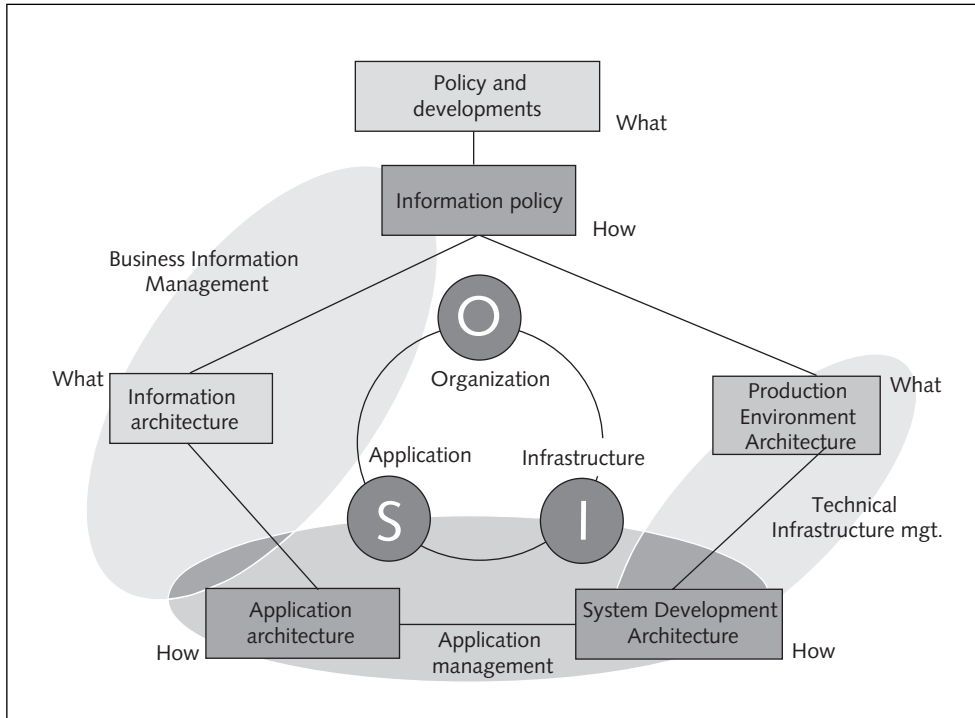 Policy and
developments
What
Information policy
How
Business Information
Management
O
Organization
What
Information
architecture
Production
Environment
Architecture
What
Application
Infrastructure
S
I
Technical
Infrastructure mgt.
Application
architecture
How
Application
management
System Development
Architecture
How